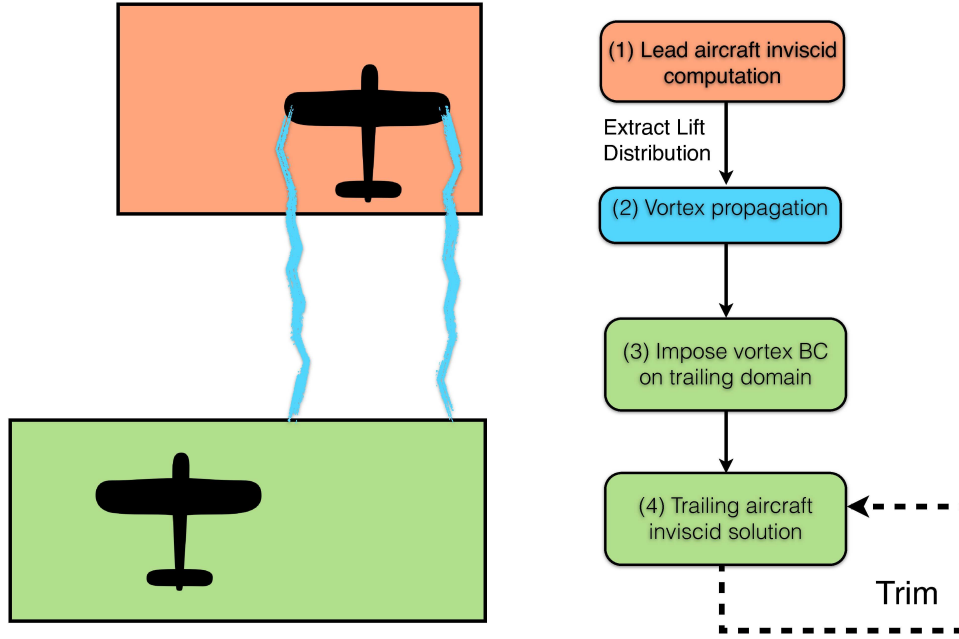 (1) Lead aircraft inviscid
computation
Extract Lift
Distribution
(2) Vortex propagation
(3) Impose vortex BC
on trailing domain
(4) Trailing aircraft
inviscid solution
Trim